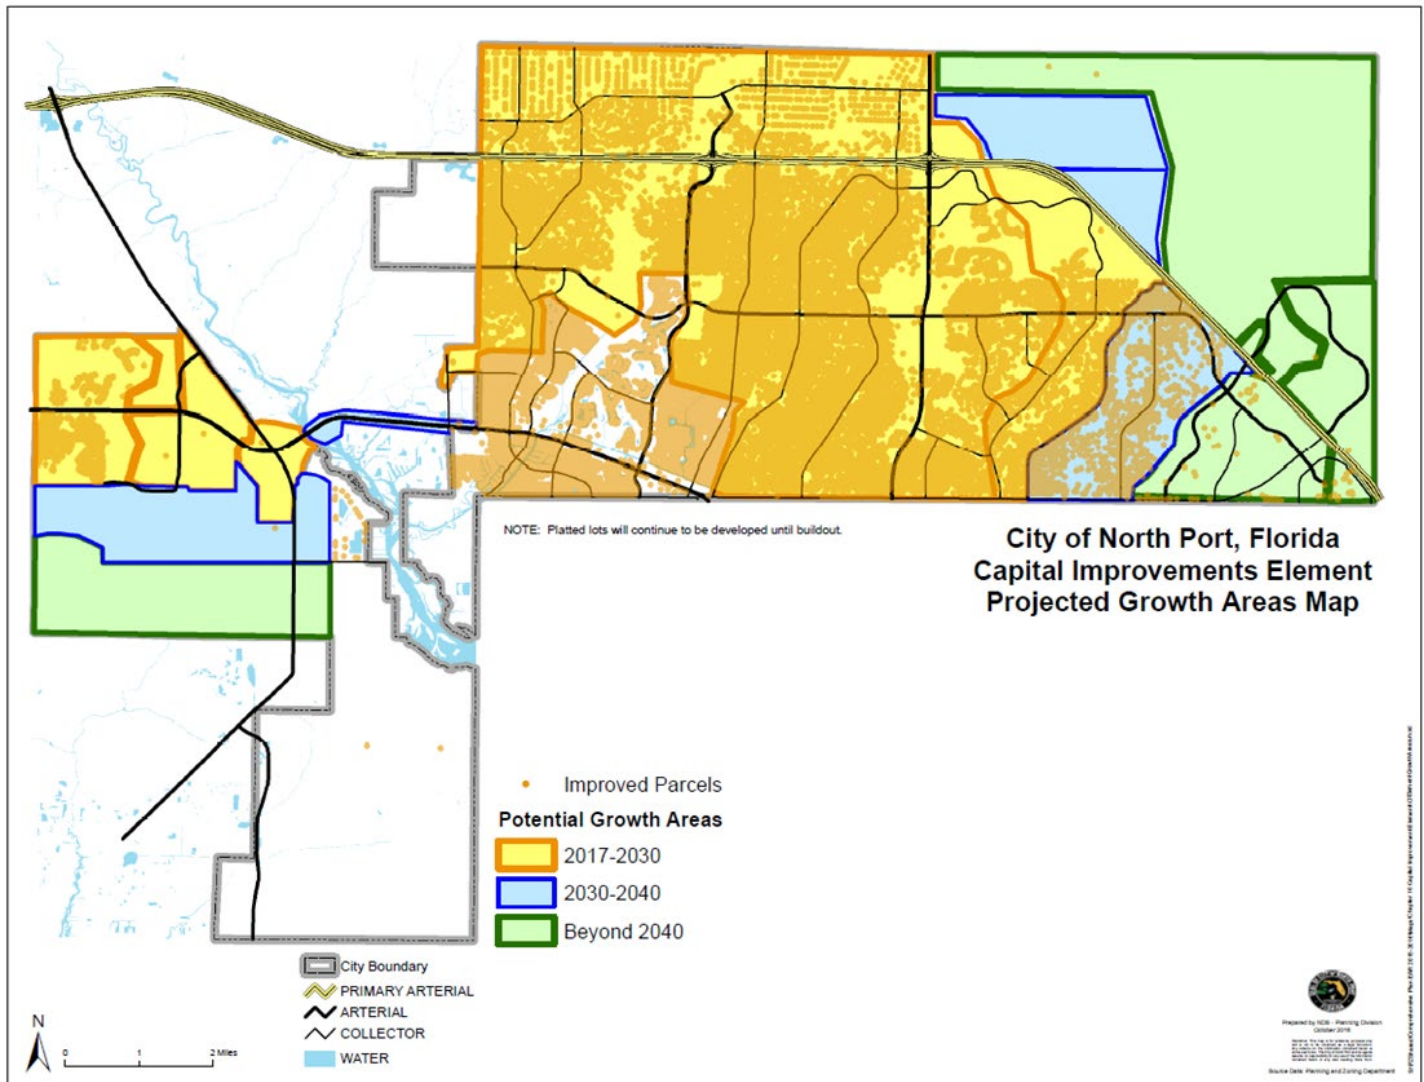 NOTE: Platted lots will continue to be developed until buildout.
City of North Port, Florida
Capital Improvements Element
Projected Growth Areas Map
Improved Parcels
Potential Growth Areas
2017-2030
2030-2040
Beyond 2040
City Boundary
PRIMARY ARTERIAL
ARTERIAL
COLLECTOR
WATER
N
0 1 2 Miles
Prepared by NDS - Planning Division
October 2016
Source Data: Planning and Zoning Department